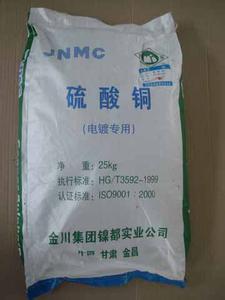 JNMC
硫酸铜
(电镀专用)
净 重:25kg
执行标准:HG/T3592-1999
认证标准:ISO9001:2000
金川集团镍都实业公司
甘肃 金昌